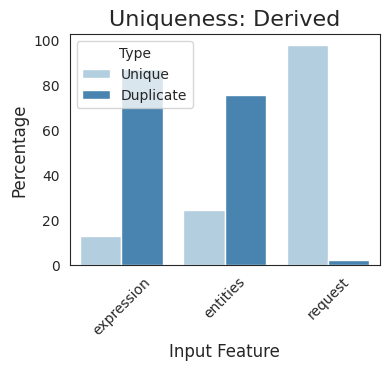 Uniqueness: Derived
Type
Unique
Duplicate
100
80
60
40
20
0
Percentage
expression
entities
request
Input Feature